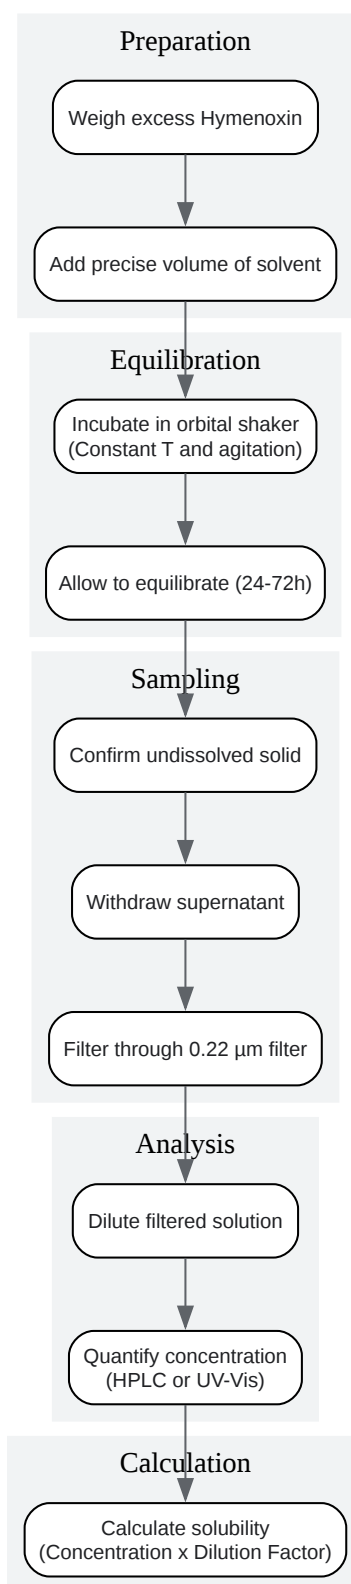 Preparation
Weigh excess Hymenoxin
Add precise volume of solvent
Equilibration
Incubate in orbital shaker
(Constant T and agitation)
Allow to equilibrate (24-72h)
Sampling
Confirm undissolved solid
Withdraw supernatant
Filter through 0.22 µm filter
Analysis
Dilute filtered solution
Quantify concentration
(HPLC or UV-Vis)
Calculation
Calculate solubility
(Concentration x Dilution Factor)